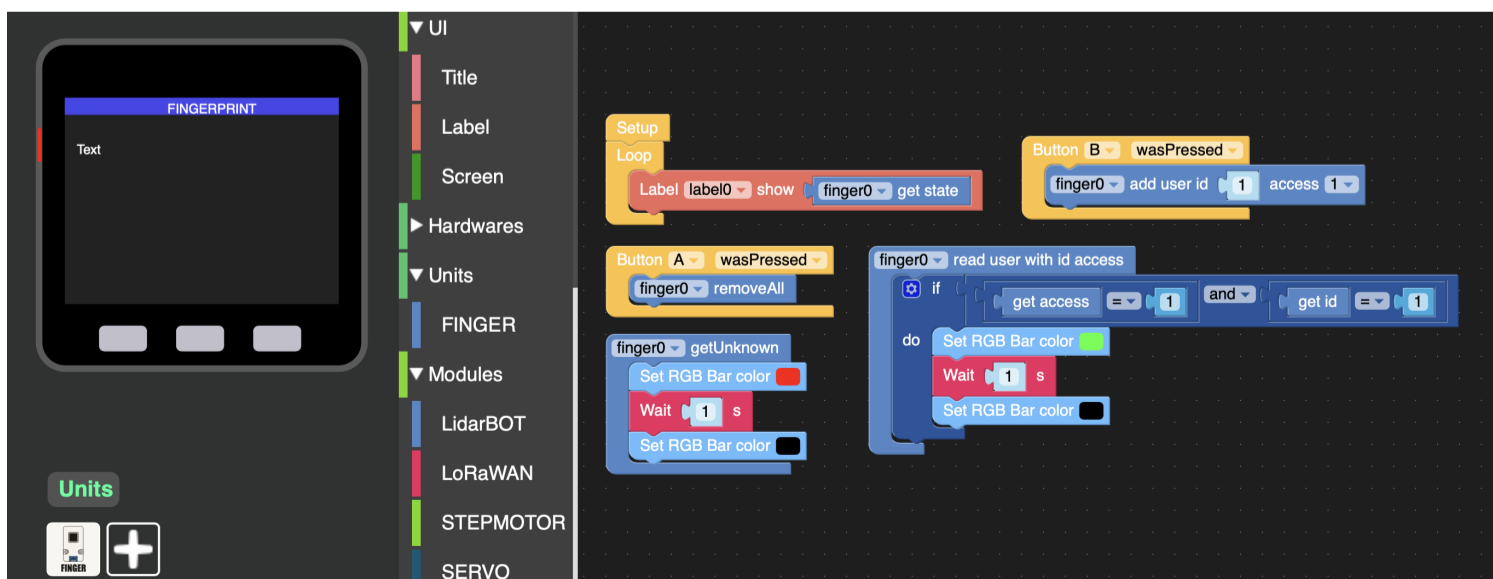 FINGERPRINT
Text
Units
FINGER
UI
Title
Label
Screen
Hardwares
Units
FINGER
Modules
LidarBOT
LoRaWAN
STEPMOTOR
SERVO
Setup
Loop
Label label0 show finger0 get state
Button B wasPressed
finger0 add user id 1 access 1
Button A wasPressed
finger0 removeAll
finger0 getUnknown
Set RGB Bar color
Wait 1 s
Set RGB Bar color
finger0 read user with id access
if get access = 1 and get id = 1
do Set RGB Bar color
Wait 1 s
Set RGB Bar color